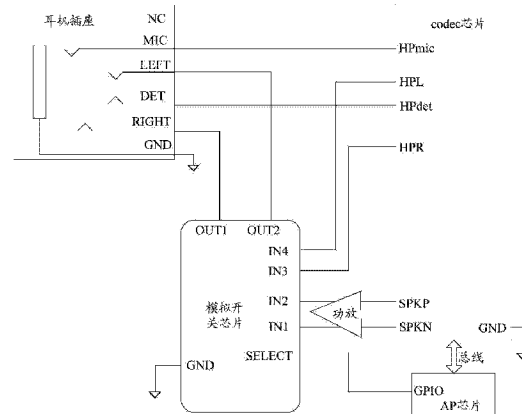 耳机插座
NC
codec芯片
MIC
HPmic
LEFT
HPL
DET
HPdet
RIGHT
GND
HPR
OUT1 OUT2
IN4
IN3
模拟开
关芯片
IN2
功放
SPKP
IN1
SPKN
GND
SELECT
GND
总线
GPIO
AP芯片